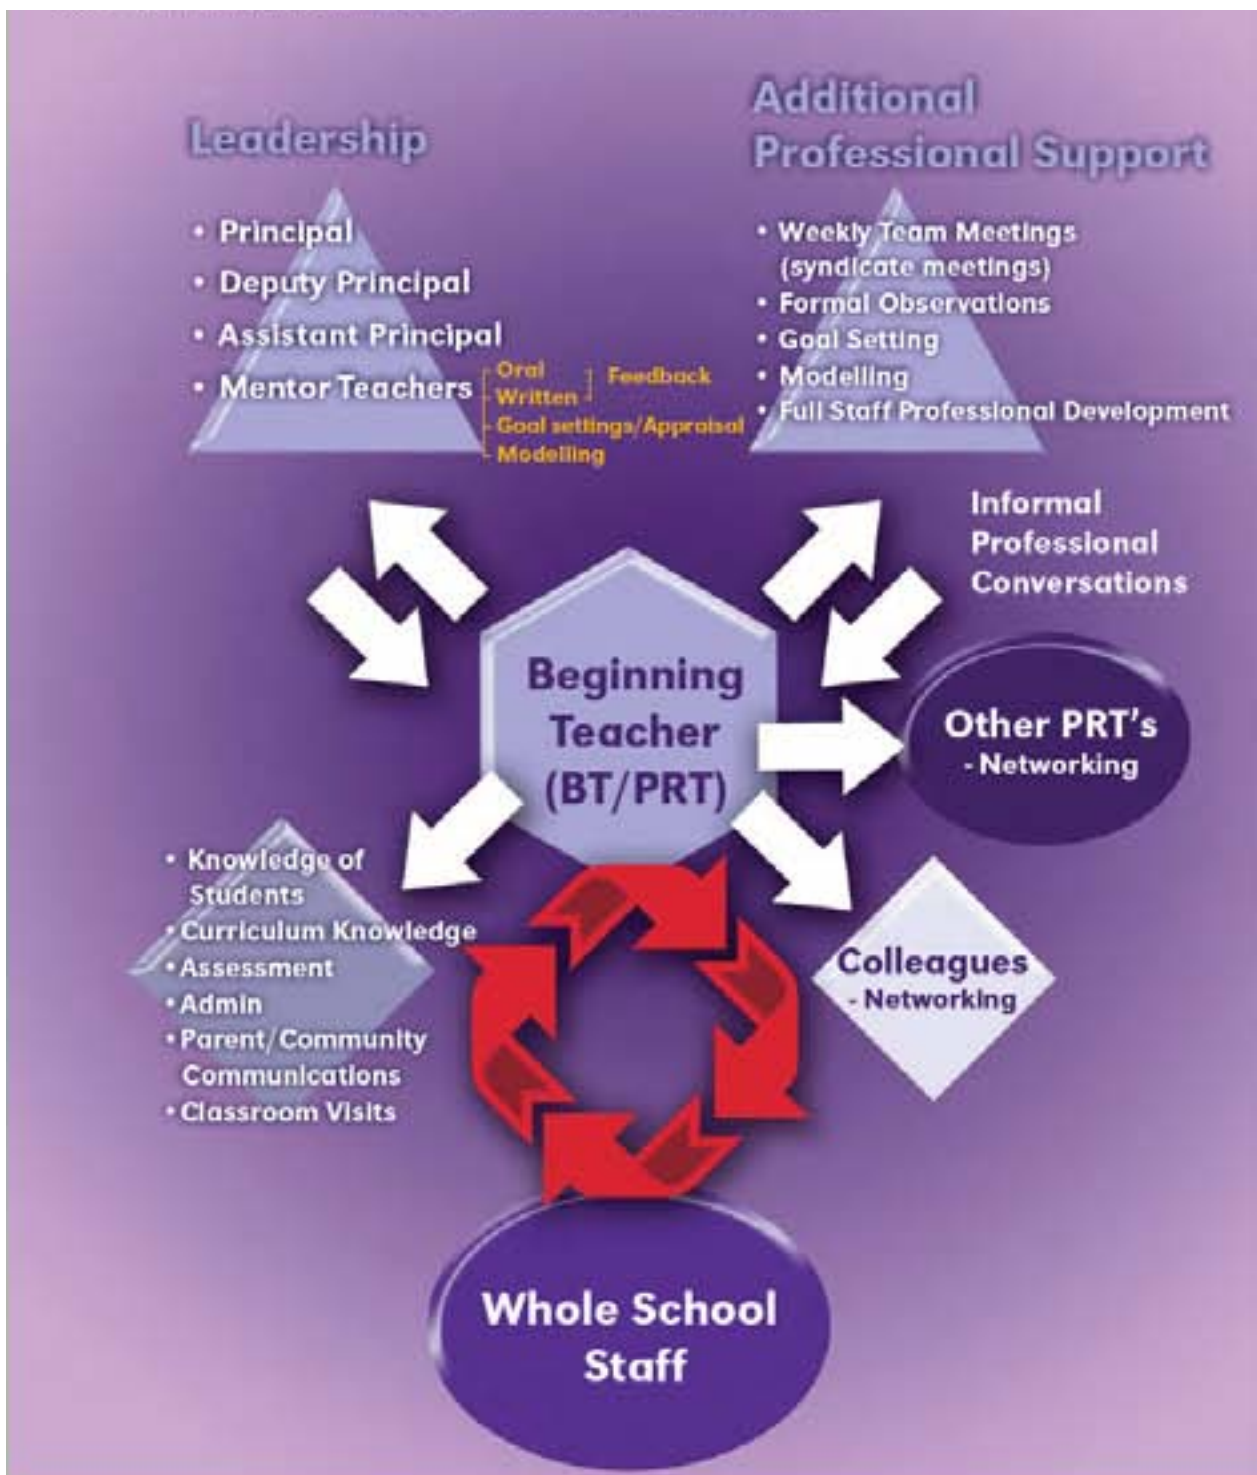 Leadership
• Principal
• Deputy Principal
• Assistant Principal
• Mentor Teachers
Oral
Written
Feedback
Goal settings/Appraisal
Modelling
Additional
Professional Support
• Weekly Team Meetings
(syndicate meetings)
• Formal Observations
• Goal Setting
• Modelling
• Full Staff Professional Development
Informal
Professional
Conversations
Beginning
Teacher
(BT/PRT)
Other PRT's
- Networking
• Knowledge of
Students
• Curriculum Knowledge
• Assessment
• Admin
• Parent/Community
Communications
• Classroom Visits
Colleagues
- Networking
Whole School
Staff